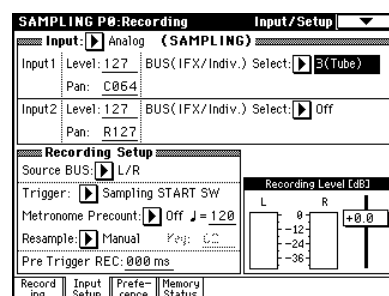 SAMPLING P0:Recording Input/Setup
Input: Analog (SAMPLING)
Input1 Level: 127 BUS(IFX/Indiv.) Select: 3(Tube)
Pan: C064
Input2 Level: 127 BUS(IFX/Indiv.) Select: Off
Pan: R127
Recording Setup
Source BUS: L/R
Trigger: Sampling START SW
Metronome Precount: Off ♩=120
Resample: Manual Key: C2
Pre Trigger REC: 000 ms
Recording Level [dB]
L R
0 +0.0
-12
-24
-36
Record ing Input Setup Prefe- rence Memory Status